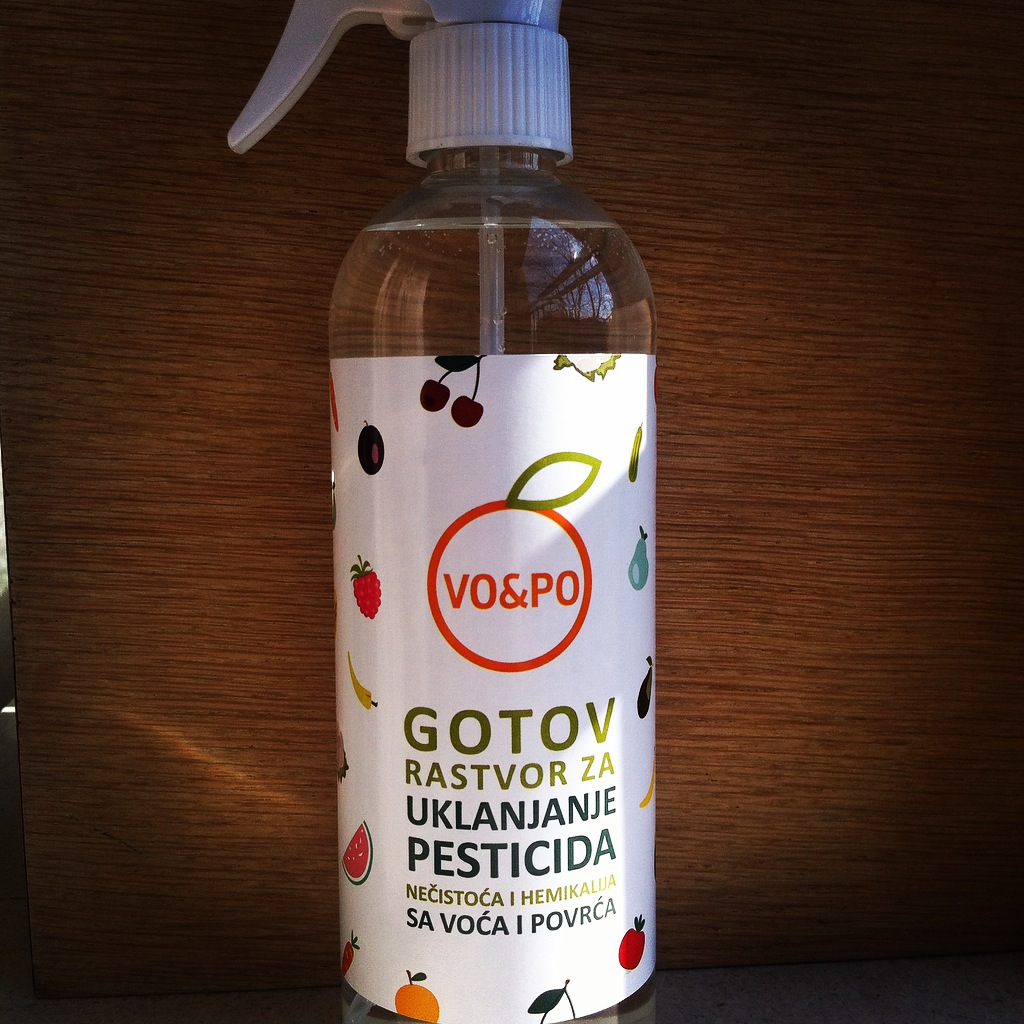 VO&PO
GOTOV
RASTVOR ZA
UKLANJANJE
PESTICIDA
NEČISTOĆA I HEMIKALIJA
SA VOĆA I POVRĆA